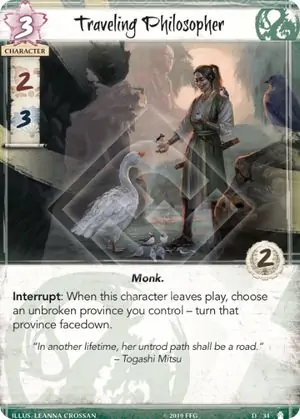 3
Traveling Philosopher
CHARACTER
2
3
2
Monk.
Interrupt: When this character leaves play, choose
an unbroken province you control – turn that
province facedown.
"In another lifetime, her untrod path shall be a road."
– Togashi Mitsu
ILLUS. LEANNA CROSSAN
©2019 FFG
D 34